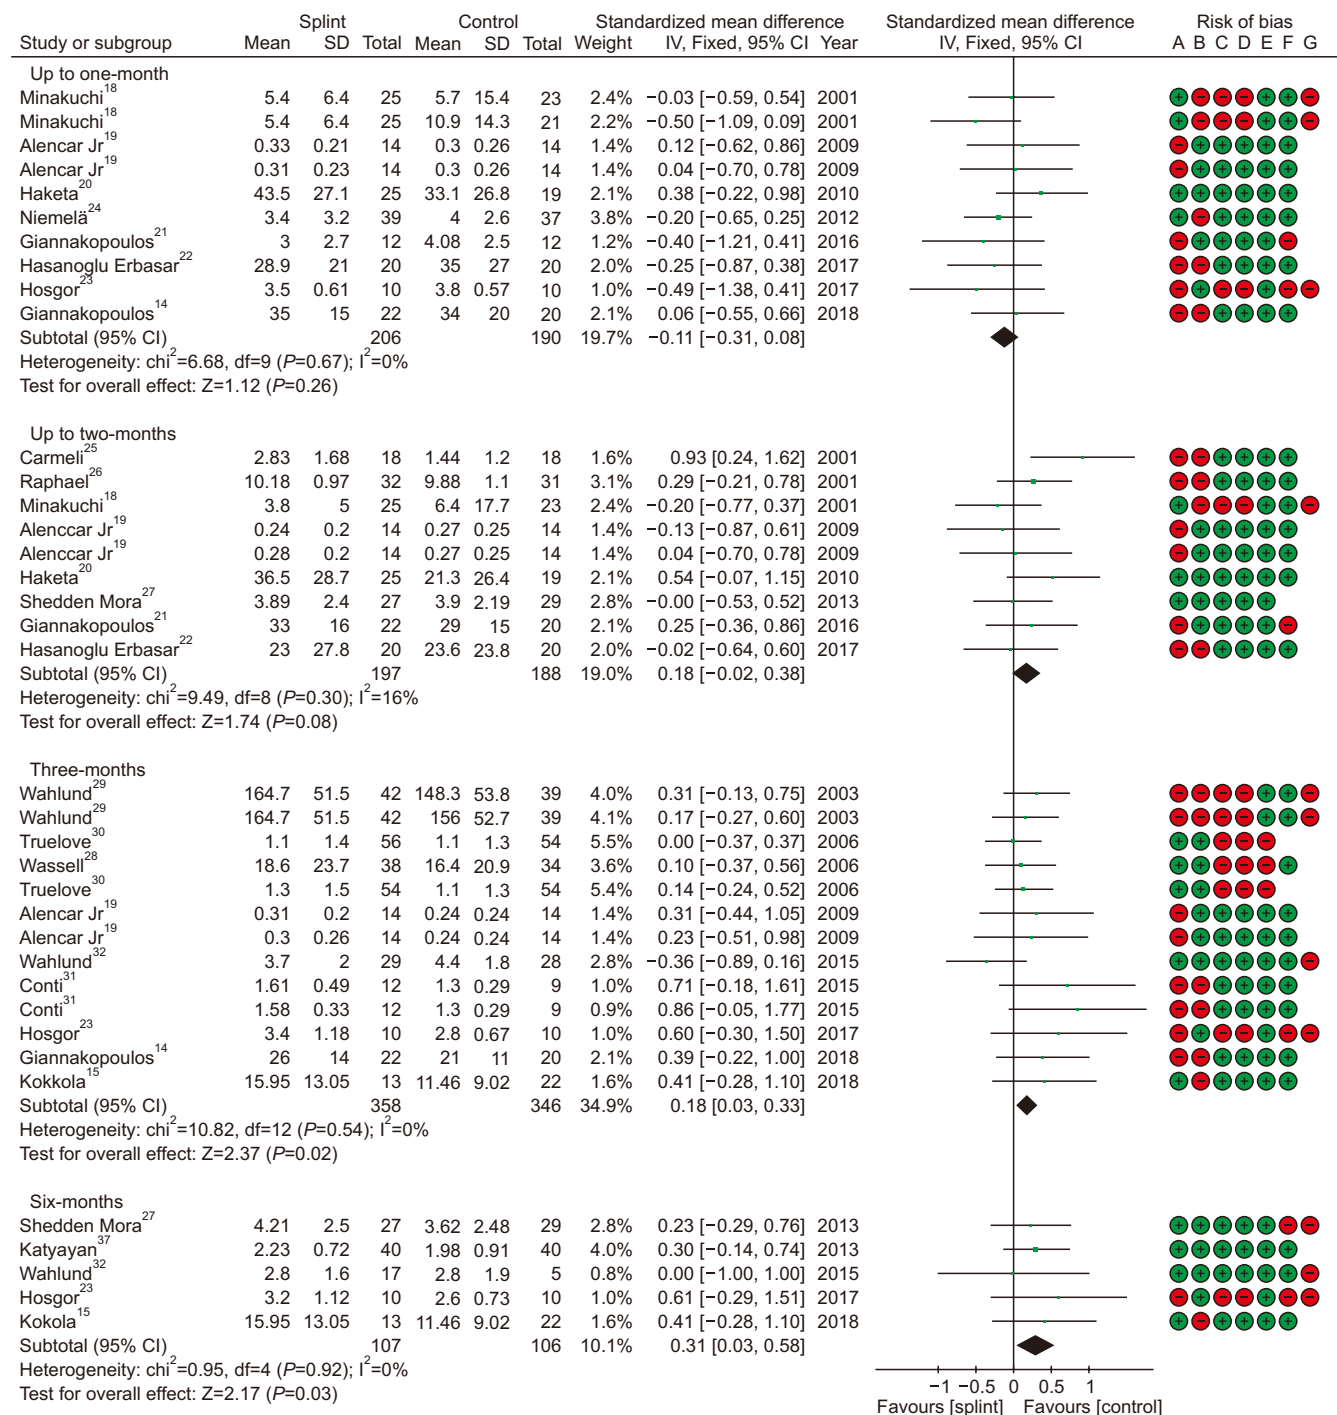 Splint Control Standardized mean difference Standardized mean difference Risk of bias
Study or subgroup Mean SD Total Mean SD Total Weight IV, Fixed, 95% CI Year IV, Fixed, 95% CI A B C D E F G
Up to one-month
Minakuchi18 5.4 6.4 25 5.7 15.4 23 2.4% −0.03 [−0.59, 0.54] 2001 + − − − + + −
Minakuchi18 5.4 6.4 25 10.9 14.3 21 2.2% −0.50 [−1.09, 0.09] 2001 + − − − + + −
Alencar Jr19 0.33 0.21 14 0.3 0.26 14 1.4% 0.12 [−0.62, 0.86] 2009 − + + + + +
Alencar Jr19 0.31 0.23 14 0.3 0.26 14 1.4% 0.04 [−0.70, 0.78] 2009 − + + + + +
Haketa20 43.5 27.1 25 33.1 26.8 19 2.1% 0.38 [−0.22, 0.98] 2010 + + + + + +
Niemelä24 3.4 3.2 39 4 2.6 37 3.8% −0.20 [−0.65, 0.25] 2012 + − + + + +
Giannakopoulos21 3 2.7 12 4.08 2.5 12 1.2% −0.40 [−1.21, 0.41] 2016 − + + + + −
Hasanoglu Erbasar22 28.9 21 20 35 27 20 2.0% −0.25 [−0.87, 0.38] 2017 − − + + + +
Hosgor23 3.5 0.61 10 3.8 0.57 10 1.0% −0.49 [−1.38, 0.41] 2017 − + − − + − −
Giannopoulos14 35 15 22 34 20 20 2.1% 0.06 [−0.55, 0.66] 2018 − − + + + +
Subtotal (95% CI) 206 190 19.7% −0.11 [−0.31, 0.08]
Heterogeneity: chi2=6.68, df=9 (P=0.67); I2=0%
Test for overall effect: Z=1.12 (P=0.26)
Up to two-months
Carmeli25 2.83 1.68 18 1.44 1.2 18 1.6% 0.93 [0.24, 1.62] 2001 − − + + + +
Raphael26 10.18 0.97 32 9.88 1.1 31 3.1% 0.29 [−0.21, 0.78] 2001 − − + + + +
Minakuchi18 3.8 5 25 6.4 17.7 23 2.4% −0.20 [−0.77, 0.37] 2001 + − − − + + −
Alenccar Jr19 0.24 0.2 14 0.27 0.25 14 1.4% −0.13 [−0.87, 0.61] 2009 − + + + + +
Alenccar Jr19 0.28 0.2 14 0.27 0.25 14 1.4% 0.04 [−0.70, 0.78] 2009 − + + + + +
Haketa20 36.5 28.7 25 21.3 26.4 19 2.1% 0.54 [−0.07, 1.15] 2010 + + + + + +
Shedden Mora27 3.89 2.4 27 3.9 2.19 29 2.8% −0.00 [−0.53, 0.52] 2013 + + + + +
Giannakopoulos21 33 16 22 29 15 20 2.1% 0.25 [−0.36, 0.86] 2016 − + + + + −
Hasanoglu Erbasar22 23 27.8 20 23.6 23.8 20 2.0% −0.02 [−0.64, 0.60] 2017 − − + + + +
Subtotal (95% CI) 197 188 19.0% 0.18 [−0.02, 0.38]
Heterogeneity: chi2=9.49, df=8 (P=0.30); I2=16%
Test for overall effect: Z=1.74 (P=0.08)
Three-months
Wahlund29 164.7 51.5 42 148.3 53.8 39 4.0% 0.31 [−0.13, 0.75] 2003 − − − − + + −
Wahlund29 164.7 51.5 42 156 52.7 39 4.1% 0.17 [−0.27, 0.60] 2003 − − − − + + −
Truelove30 1.1 1.4 56 1.1 1.3 54 5.5% 0.00 [−0.37, 0.37] 2006 + + − − −
Wassell28 18.6 23.7 38 16.4 20.9 34 3.6% 0.10 [−0.37, 0.56] 2006 + + − − − +
Truelove30 1.3 1.5 54 1.1 1.3 54 5.4% 0.14 [−0.24, 0.52] 2006 + + − − −
Alencar Jr19 0.31 0.2 14 0.24 0.24 14 1.4% 0.31 [−0.44, 1.05] 2009 − + + + + +
Alencar Jr19 0.3 0.26 14 0.24 0.24 14 1.4% 0.23 [−0.51, 0.98] 2009 − + + + + +
Wahlund32 3.7 2 29 4.4 1.8 28 2.8% −0.36 [−0.89, 0.16] 2015 + + + + + + −
Conti31 1.61 0.49 12 1.3 0.29 9 1.0% 0.71 [−0.18, 1.61] 2015 − − + + + +
Conti31 1.58 0.33 12 1.3 0.29 9 0.9% 0.86 [−0.05, 1.77] 2015 − − + + + +
Hosgor23 3.4 1.18 10 2.8 0.67 10 1.0% 0.60 [−0.30, 1.50] 2017 − + − − + − −
Giannakopoulos14 26 14 22 21 11 20 2.1% 0.39 [−0.22, 1.00] 2018 − − + + + +
Kokkola15 15.95 13.05 13 11.46 9.02 22 1.6% 0.41 [−0.28, 1.10] 2018 + − + + + +
Subtotal (95% CI) 358 346 34.9% 0.18 [0.03, 0.33]
Heterogeneity: chi2=10.82, df=12 (P=0.54); I2=0%
Test for overall effect: Z=2.37 (P=0.02)
Six-months
Shedden Mora27 4.21 2.5 27 3.62 2.48 29 2.8% 0.23 [−0.29, 0.76] 2013 + + + + + − −
Katyayan37 2.23 0.72 40 1.98 0.91 40 4.0% 0.30 [−0.14, 0.74] 2013 + + + + + +
Wahlund32 2.8 1.6 17 2.8 1.9 5 0.8% 0.00 [−1.00, 1.00] 2015 + + + + + + −
Hosgor23 3.2 1.12 10 2.6 0.73 10 1.0% 0.61 [−0.29, 1.51] 2017 − + − − + − −
Kokola15 15.95 13.05 13 11.46 9.02 22 1.6% 0.41 [−0.28, 1.10] 2018 + − + + + +
Subtotal (95% CI) 107 106 10.1% 0.31 [0.03, 0.58]
Heterogeneity: chi2=0.95, df=4 (P=0.92); I2=0%
Test for overall effect: Z=2.17 (P=0.03)
−1 −0.5 0 0.5 1
Favours [splint] Favours [control]